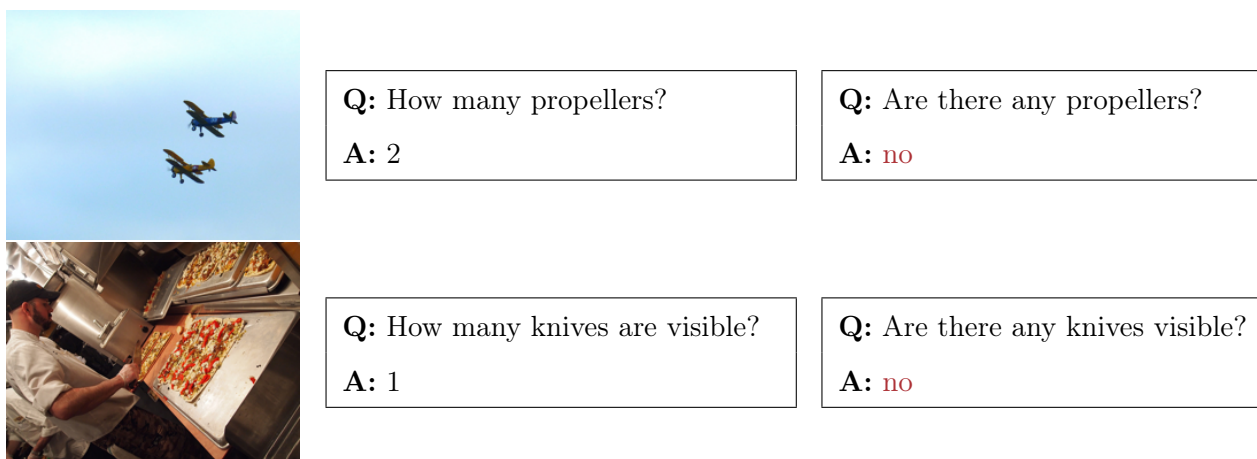 Q: How many propellers?
A: 2
Q: Are there any propellers?
A: no
Q: How many knives are visible?
A: 1
Q: Are there any knives visible?
A: no